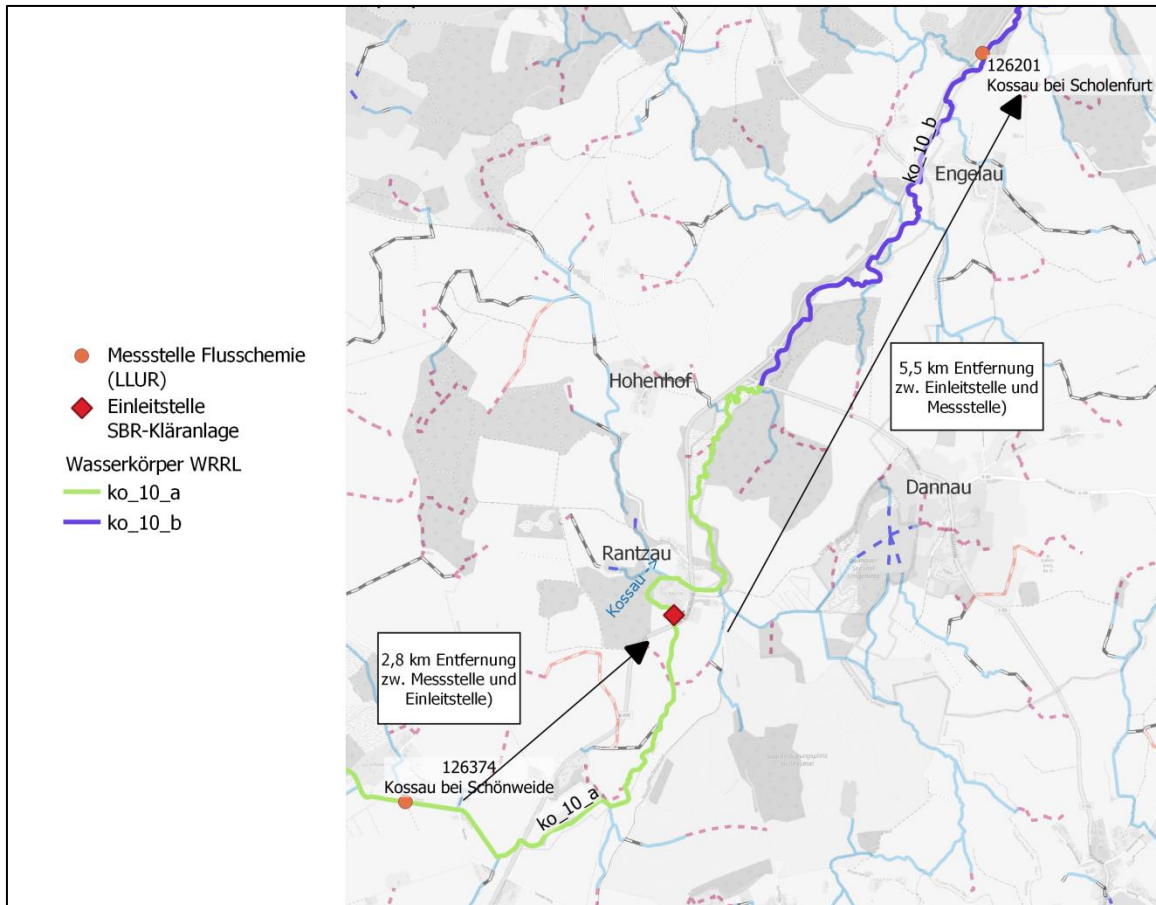 Messstelle Flusschemie
(LLUR)
Einleitstelle
SBR-Kläranlage
Wasserkörper WRRL
ko_10_a
ko_10_b
126201
Kossau bei Scholenfurt
ko_10_b
Engelau
Hohenhof
5,5 km Entfernung
zw. Einleitstelle und
Messstelle)
Dannau
Rantzau
Kossau -->
2,8 km Entfernung
zw. Messstelle und
Einleitstelle)
126374
Kossau bei Schönweide
ko_10_a